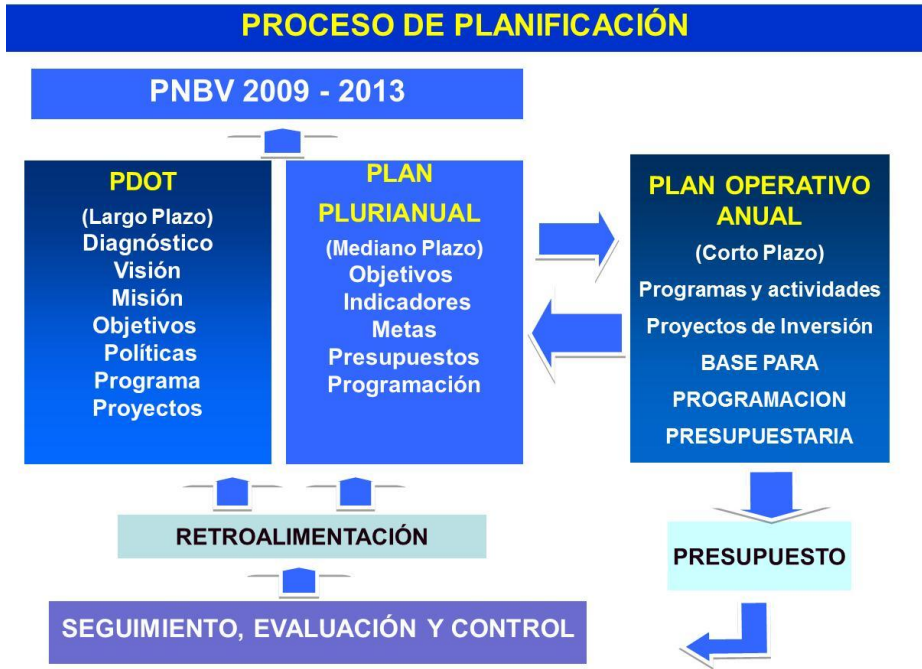 PROCESO DE PLANIFICACIÓN
PNBV 2009 - 2013
PDOT
(Largo Plazo)
Diagnóstico
Visión
Misión
Objetivos
Políticas
Programa
Proyectos
PLAN
PLURIANUAL
(Mediano Plazo)
Objetivos
Indicadores
Metas
Presupuestos
Programación
PLAN OPERATIVO
ANUAL
(Corto Plazo)
Programas y actividades
Proyectos de Inversión
BASE PARA
PROGRAMACION
PRESUPUESTARIA
RETROALIMENTACIÓN
PRESUPUESTO
SEGUIMIENTO, EVALUACIÓN Y CONTROL